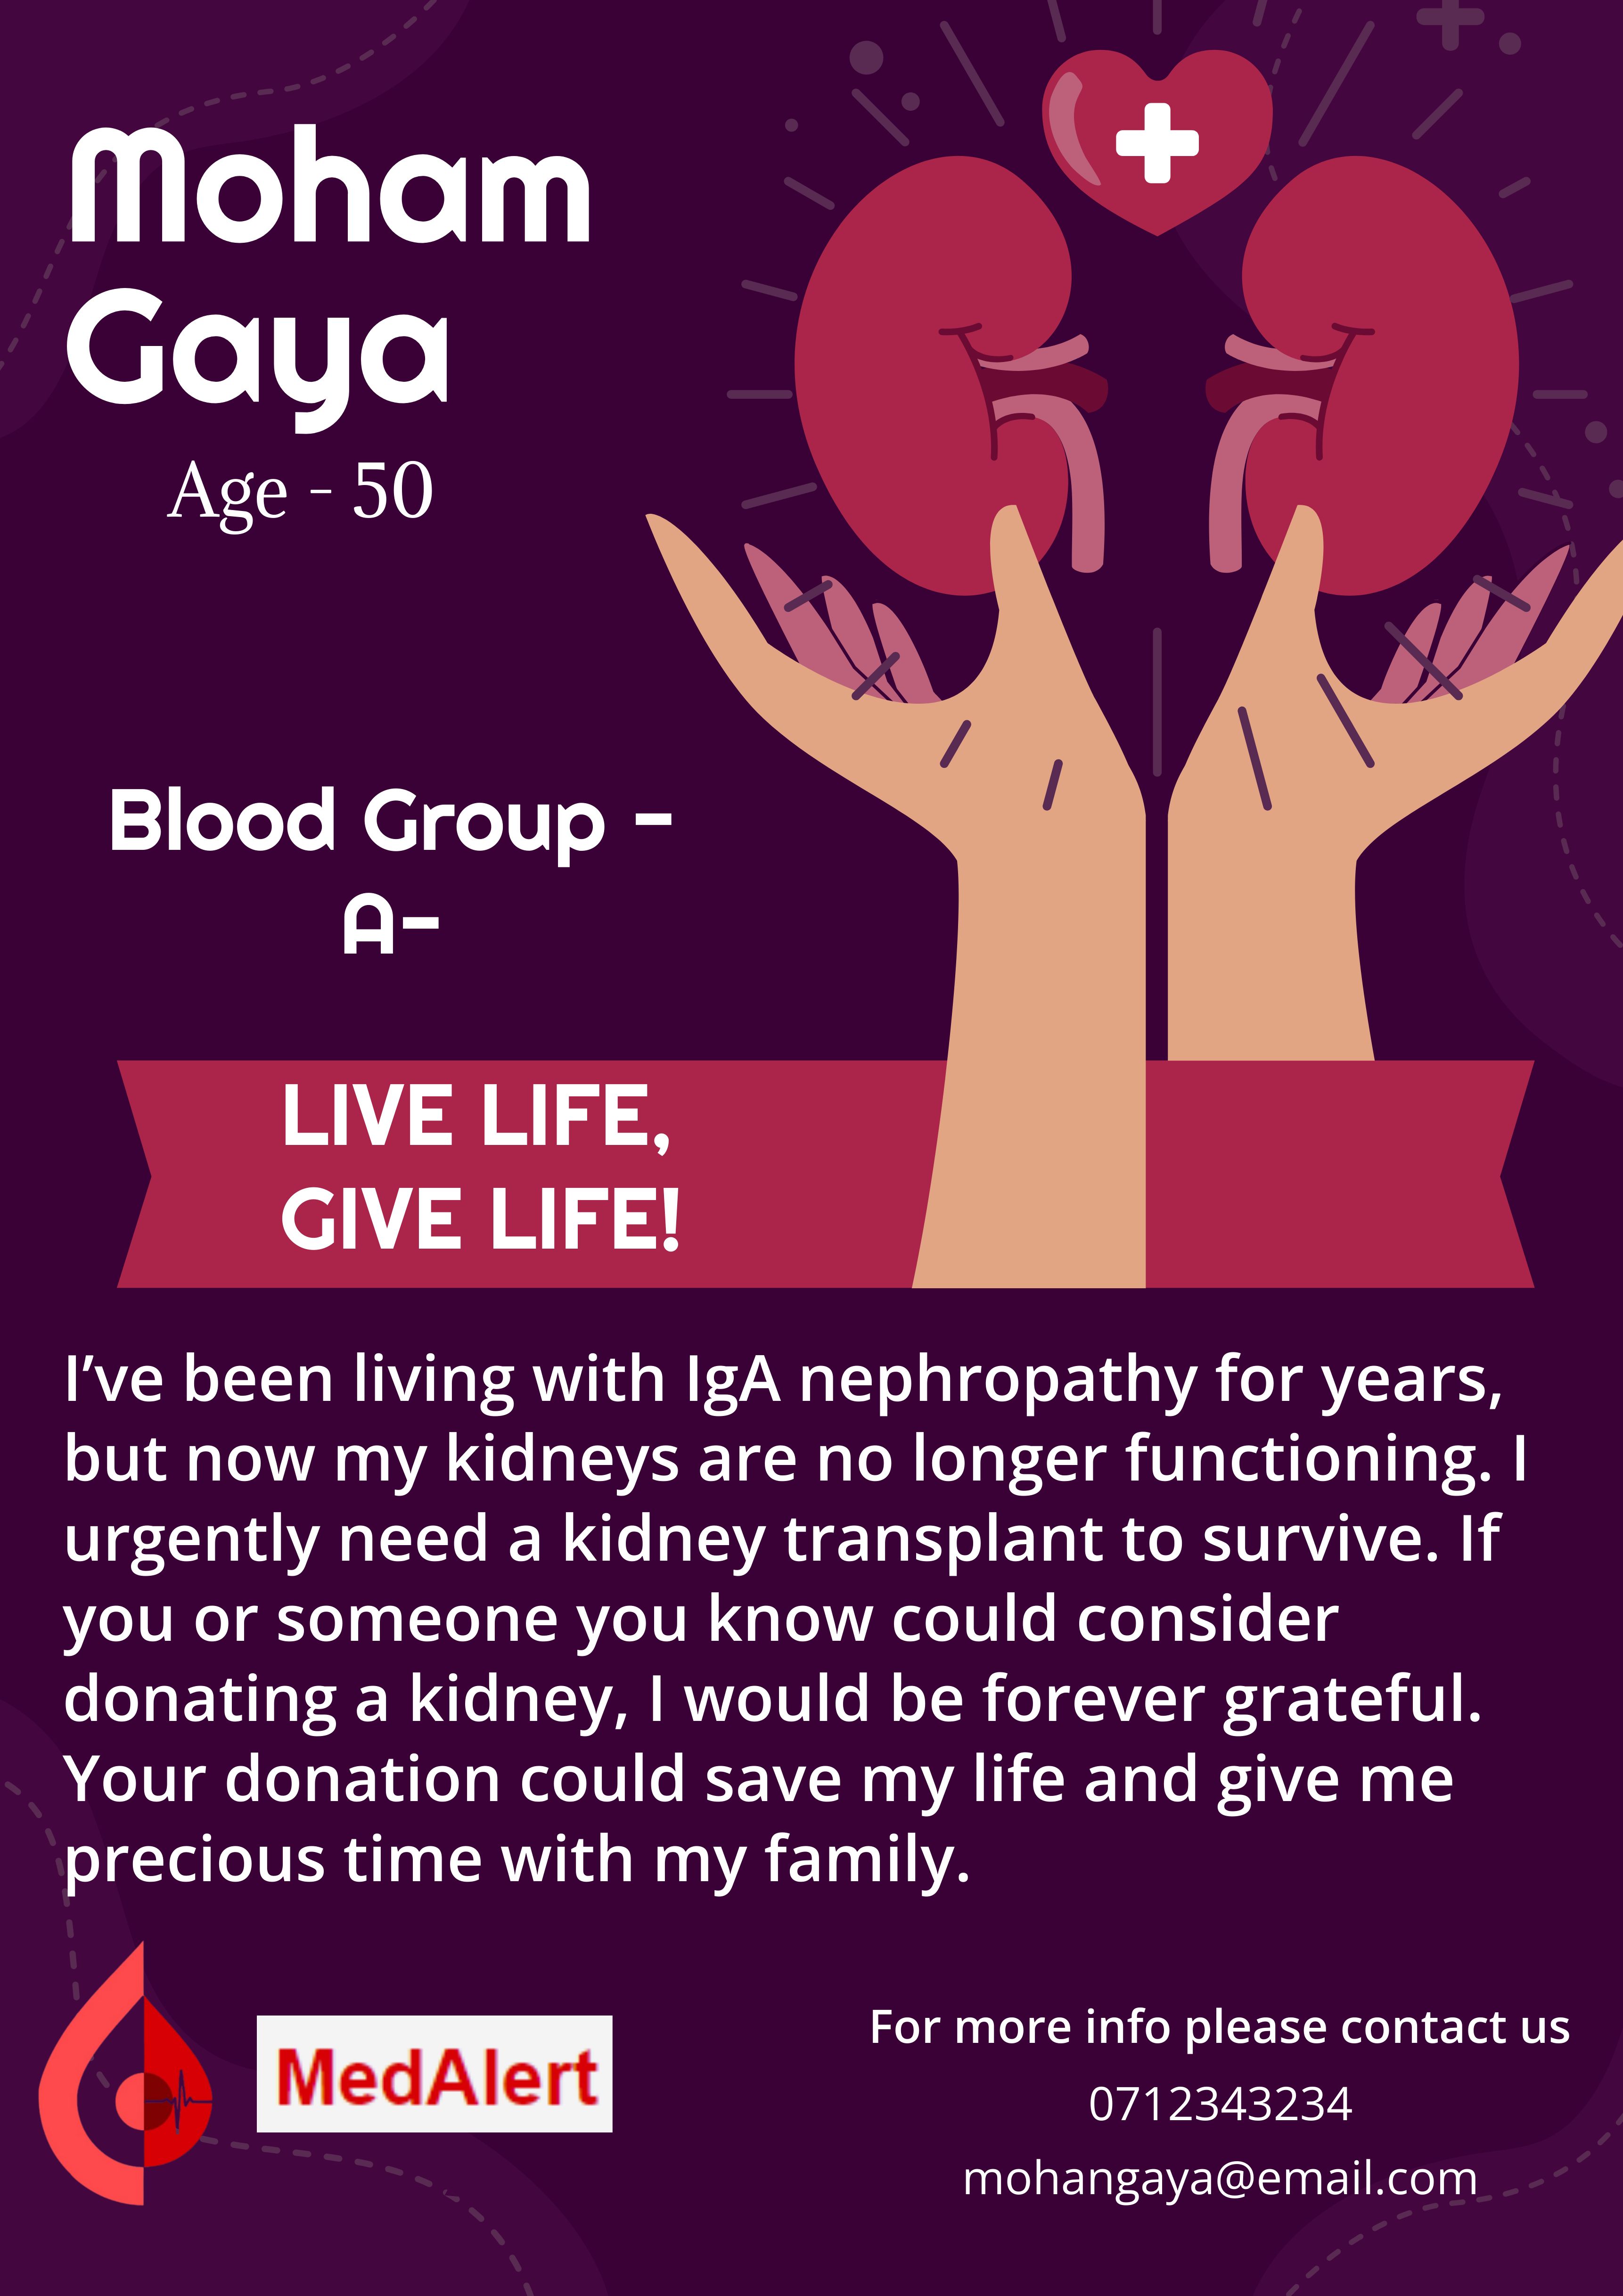 Moham
Gaya
Age - 50
Blood Group -
A-
LIVE LIFE,
GIVE LIFE!
I’ve been living with IgA nephropathy for years,
but now my kidneys are no longer functioning. I
urgently need a kidney transplant to survive. If
you or someone you know could consider
donating a kidney, I would be forever grateful.
Your donation could save my life and give me
precious time with my family.
MedAlert
For more info please contact us
0712343234
mohangaya@email.com